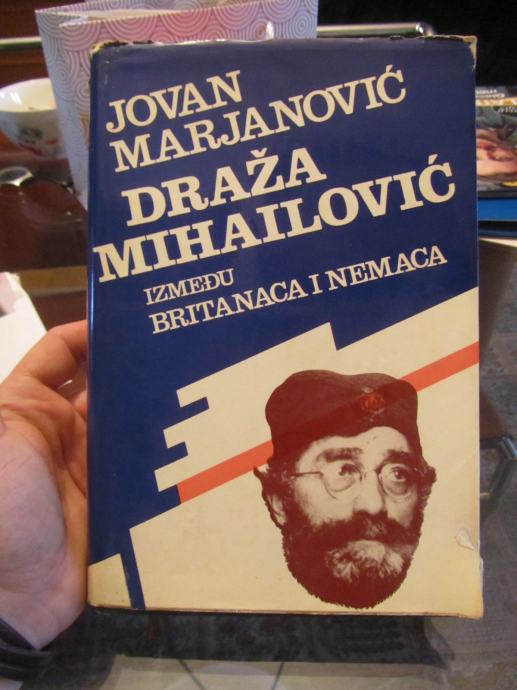 JOVAN
MARJANOVIĆ
DRAŽA
MIHAILOVIĆ
IZMEĐU
BRITANACA I NEMACA